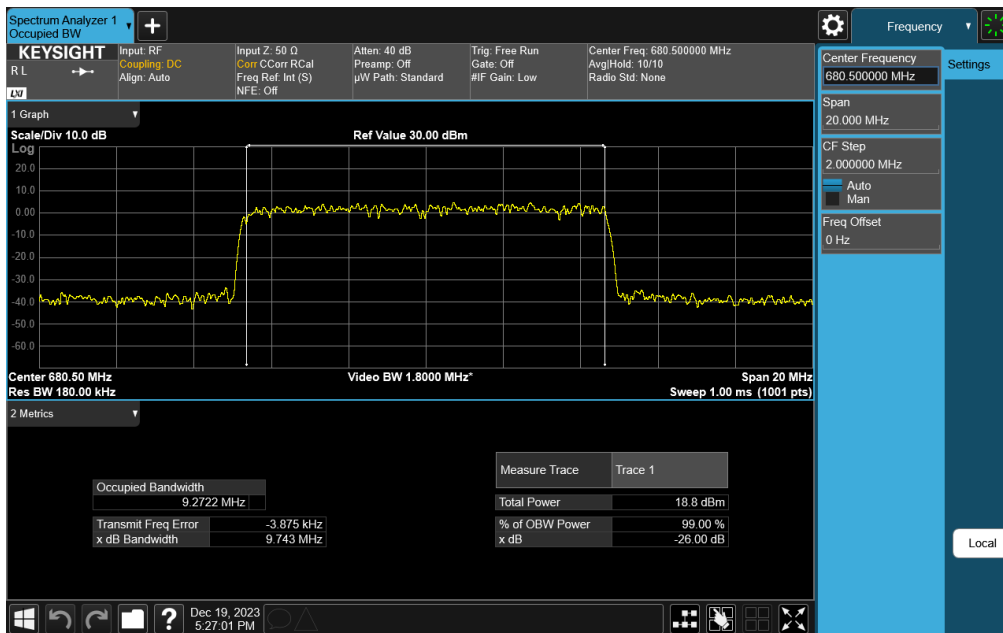 Spectrum Analyzer 1
Occupied BW
Frequency
KEYSIGHT
R L
LXI
Input: RF
Coupling: DC
Align: Auto
Input Z: 50 Ω
Corr CCorr RCal
Freq Ref: Int (S)
NFE: Off
Atten: 40 dB
Preamp: Off
µW Path: Standard
Trig: Free Run
Gate: Off
#IF Gain: Low
Center Freq: 680.500000 MHz
Avg|Hold: 10/10
Radio Std: None
Center Frequency
680.500000 MHz
Settings
Span
20.000 MHz
CF Step
2.000000 MHz
Auto
Man
Freq Offset
0 Hz
Local
1 Graph
Scale/Div 10.0 dB
Ref Value 30.00 dBm
Log
20.0
10.0
0.00
-10.0
-20.0
-30.0
-40.0
-50.0
-60.0
Center 680.50 MHz
Video BW 1.8000 MHz*
Span 20 MHz
Res BW 180.00 kHz
Sweep 1.00 ms (1001 pts)
2 Metrics
Measure Trace Trace 1
Occupied Bandwidth
9.2722 MHz
Total Power 18.8 dBm
Transmit Freq Error -3.875 kHz
% of OBW Power 99.00 %
x dB Bandwidth 9.743 MHz
x dB -26.00 dB
?
Dec 19, 2023
5:27:01 PM